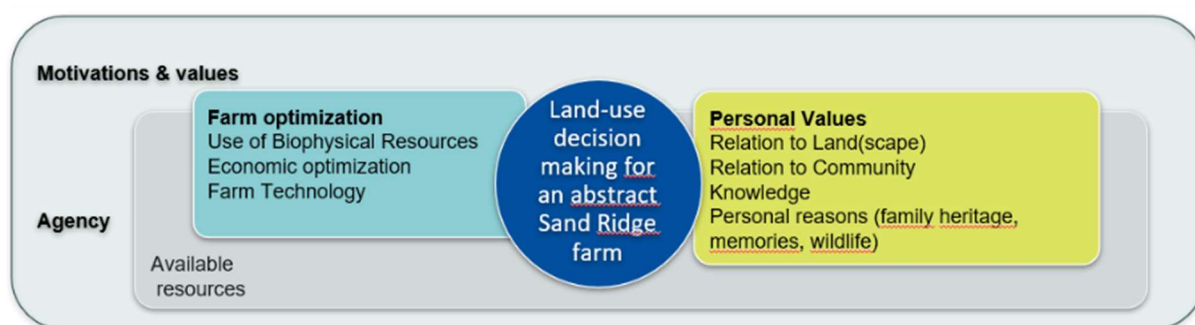 Motivations & values
Farm optimization
Use of Biophysical Resources
Economic optimization
Farm Technology
Land-use
decision
making for
an abstract
Sand Ridge
farm
Personal Values
Relation to Land(scape)
Relation to Community
Knowledge
Personal reasons (family heritage,
memories, wildlife)
Agency
Available
resources